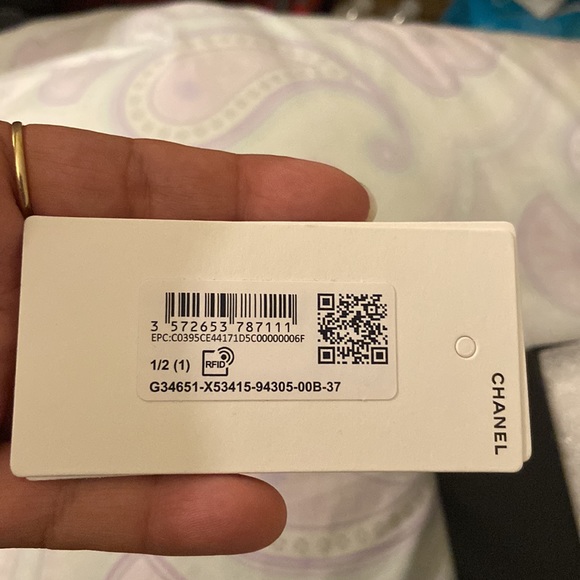 3 572653 787111
EPC:C0395CE44171D5C00000006F
1/2 (1) RFID
G34651-X53415-94305-00B-37
CHANEL